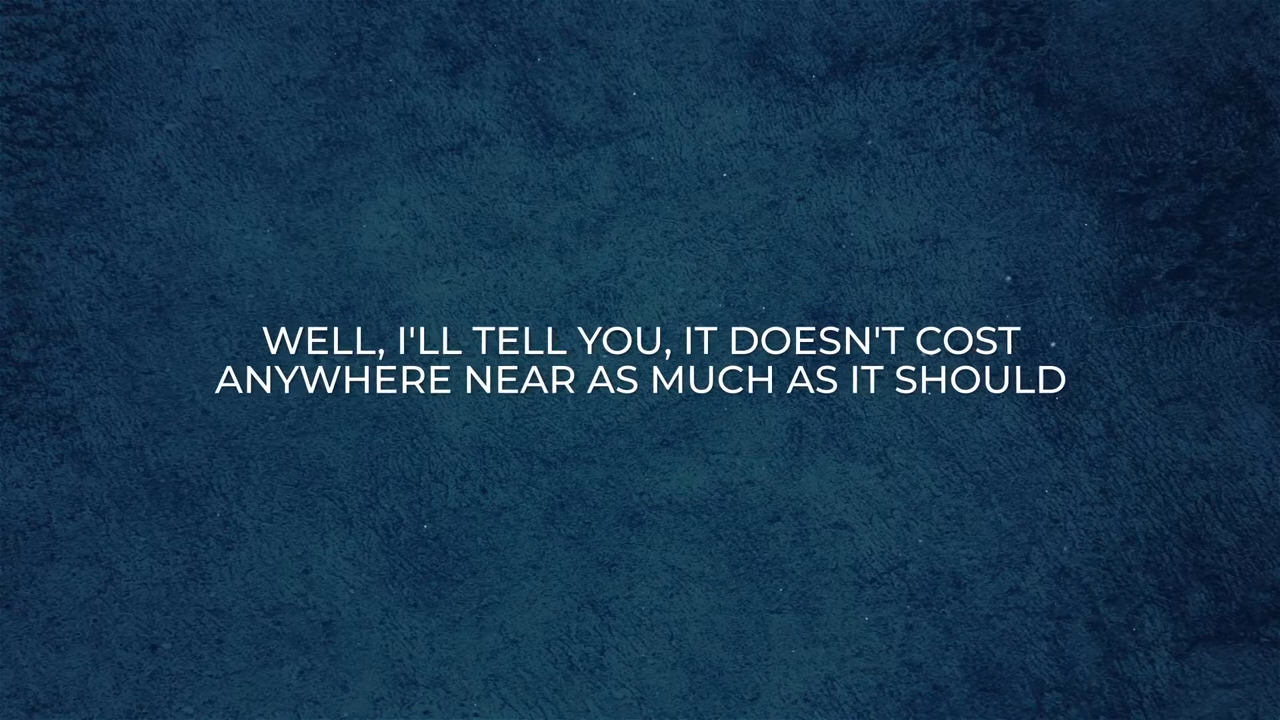 WELL, I'LL TELL YOU, IT DOESN'T COST
ANYWHERE NEAR AS MUCH AS IT SHOULD